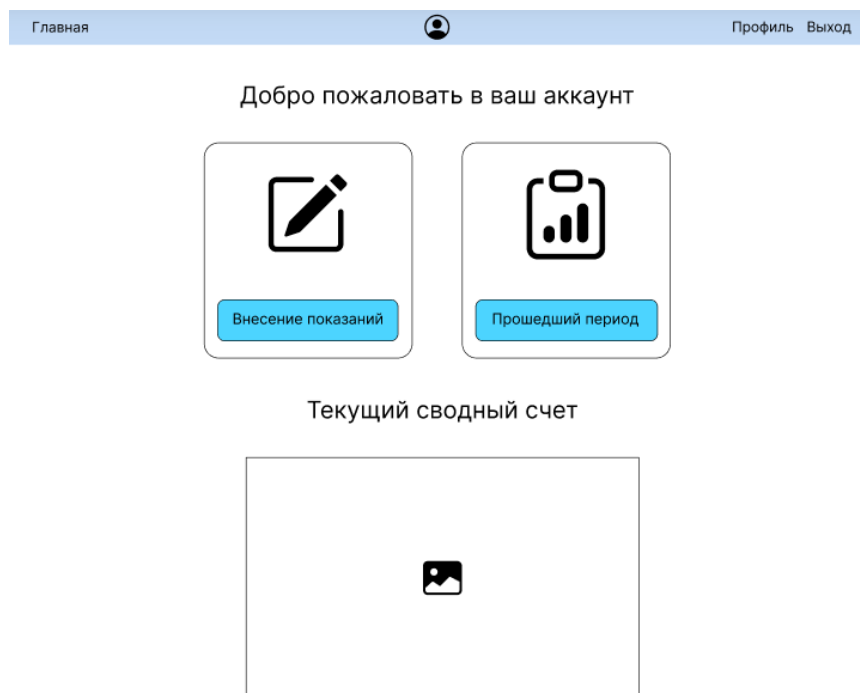 Главная
Профиль Выход
Добро пожаловать в ваш аккаунт
Внесение показаний
Прошедший период
Текущий сводный счет